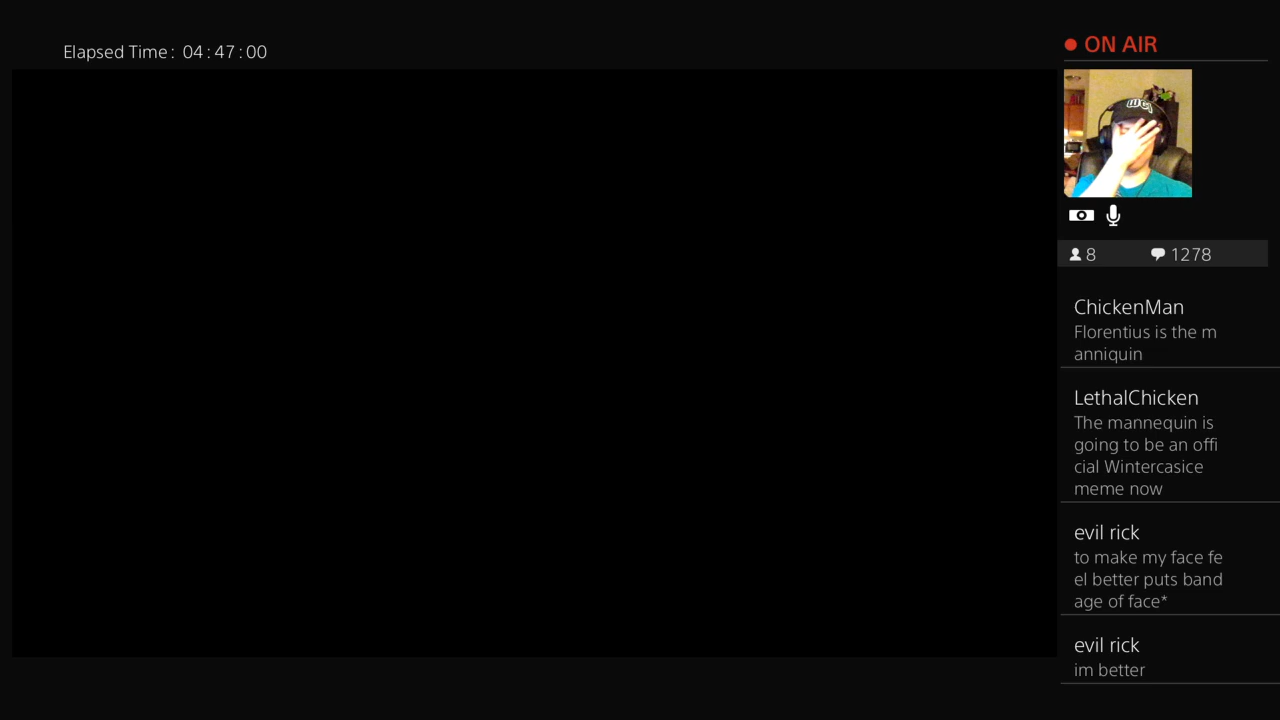 Elapsed Time: 04:47:00
ON AIR
8 1278
ChickenMan
Florentius is the m
anniquin
LethalChicken
The mannequin is
going to be an offi
cial Wintercasice
meme now
evil rick
to make my face fe
el better puts band
age of face*
evil rick
im better